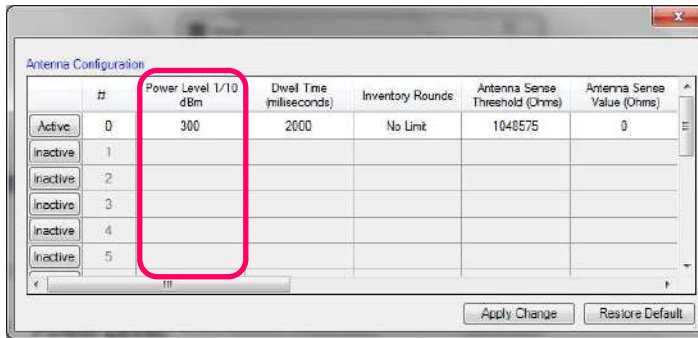 Antenna Configuration
# Power Level 1/10 dBm Dwell Time (miliseconds) Inventory Rounds Antenna Sense Threshold (Ohms) Antenna Sense Value (Ohms)
Active 0 300 2000 No Limit 1048575 0
Inactive 1
Inactive 2
Inactive 3
Inactive 4
Inactive 5
Apply Change Restore Default